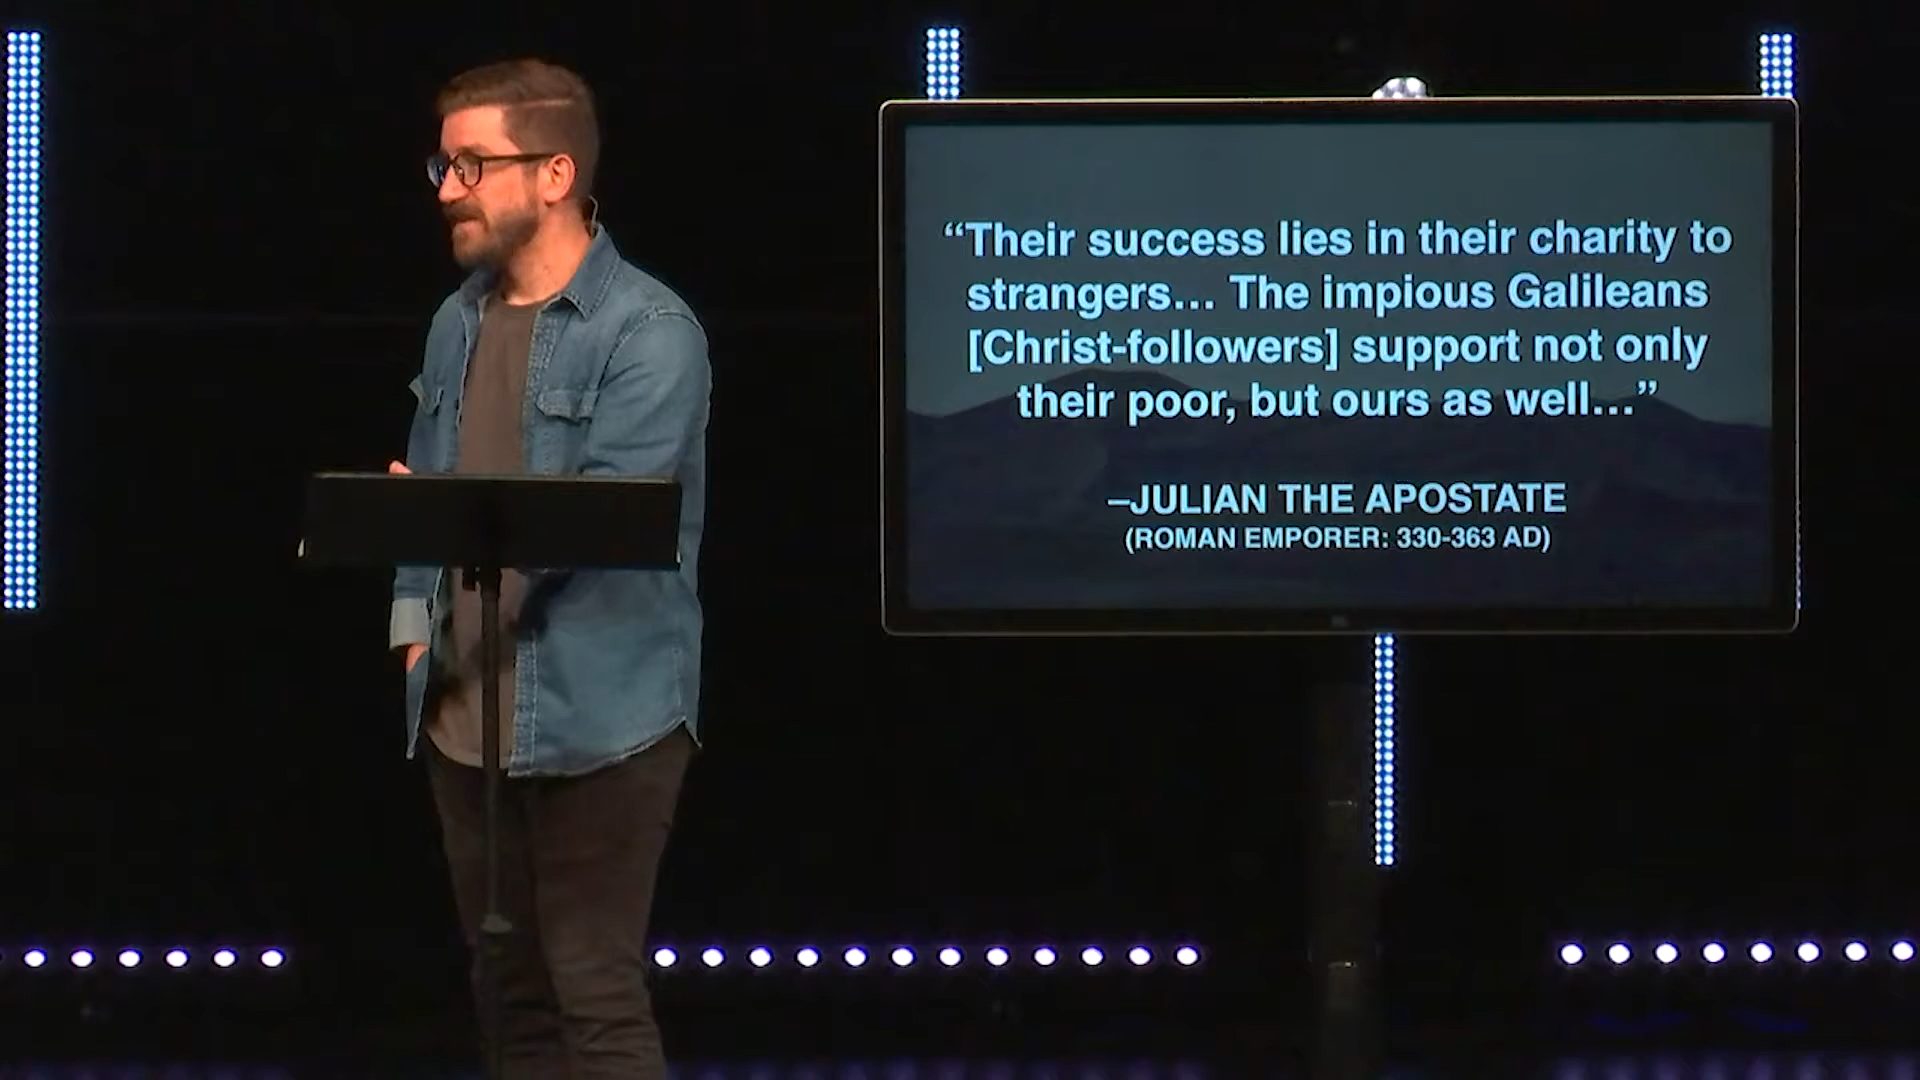 “Their success lies in their charity to
strangers... The impious Galileans
[Christ-followers] support not only
their poor, but ours as well...”
–JULIAN THE APOSTATE
(ROMAN EMPORER: 330-363 AD)